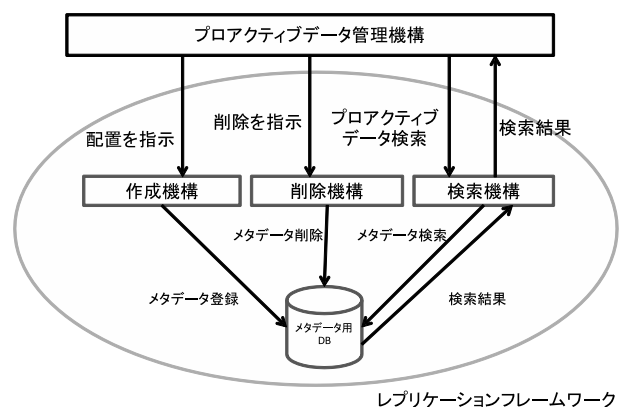 プロアクティブデータ管理機構
配置を指示
削除を指示
プロアクティブ
データ検索
検索結果
作成機構
削除機構
検索機構
メタデータ削除
メタデータ検索
メタデータ登録
検索結果
メタデータ用
DB
レプリケーションフレームワーク